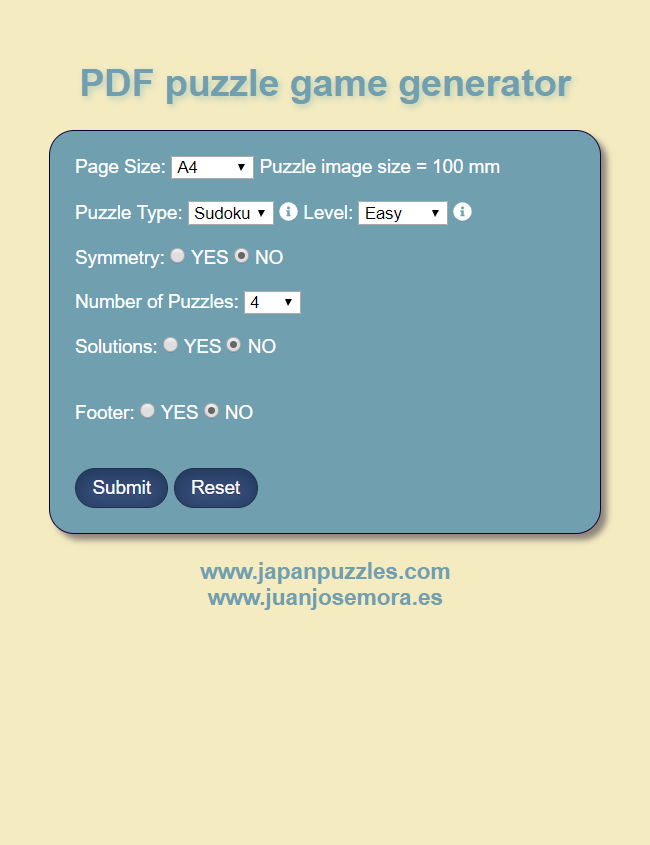 PDF puzzle game generator
Page Size: A4 Puzzle image size = 100 mm
Puzzle Type: Sudoku Level: Easy
Symmetry: YES NO
Number of Puzzles: 4
Solutions: YES NO
Footer: YES NO
Submit Reset
www.japanpuzzles.com
www.juanjosemora.es